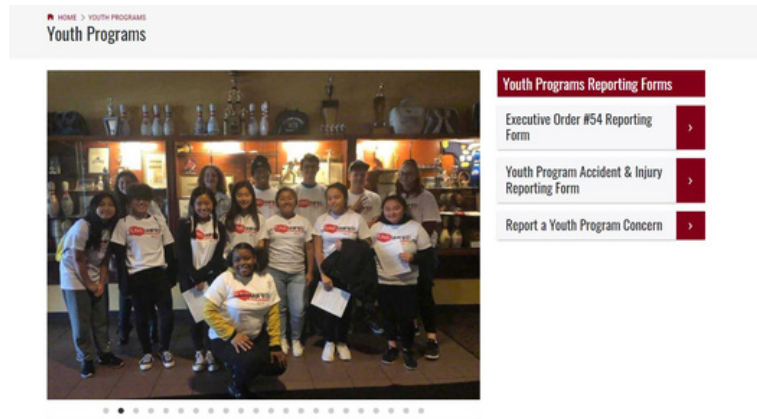 HOME > YOUTH PROGRAMS
Youth Programs
Youth Programs Reporting Forms
Executive Order #54 Reporting
Form
Youth Program Accident & Injury
Reporting Form
Report a Youth Program Concern